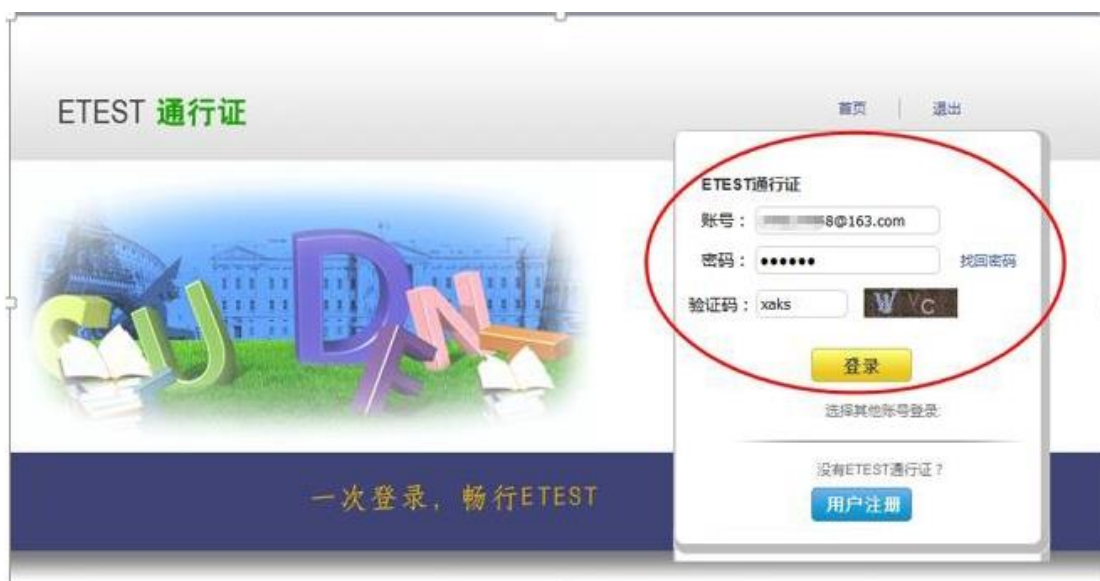 ETEST 通行证
首页 | 退出
ETEST通行证
账号： 8@163.com
密码： ●●●●●●
找回密码
验证码： xaks
登录
选择其他账号登录:
没有ETEST通行证？
用户注册
一次登录，畅行ETEST